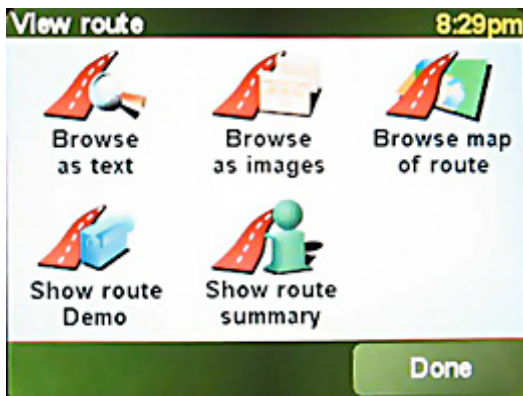 View route 8:29pm
Browse
as text
Browse
as images
Browse map
of route
Show route
Demo
Show route
summary
Done